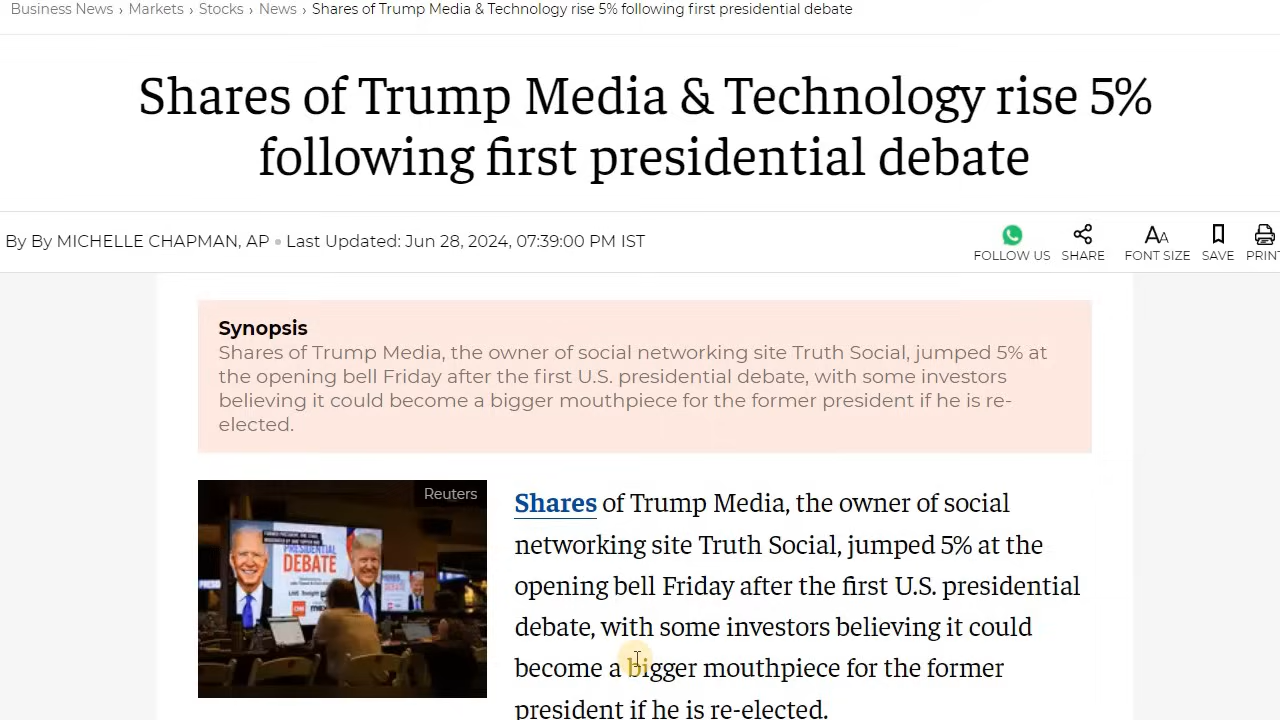 Business News › Markets › Stocks › News › Shares of Trump Media & Technology rise 5% following first presidential debate
Shares of Trump Media & Technology rise 5%
following first presidential debate
By By MICHELLE CHAPMAN, AP • Last Updated: Jun 28, 2024, 07:39:00 PM IST
FOLLOW US SHARE FONT SIZE SAVE PRINT
Synopsis
Shares of Trump Media, the owner of social networking site Truth Social, jumped 5% at
the opening bell Friday after the first U.S. presidential debate, with some investors
believing it could become a bigger mouthpiece for the former president if he is re-
elected.
Reuters
PRESIDENTIAL
DEBATE
CNN
Shares of Trump Media, the owner of social
networking site Truth Social, jumped 5% at the
opening bell Friday after the first U.S. presidential
debate, with some investors believing it could
become a bigger mouthpiece for the former
president if he is re-elected.